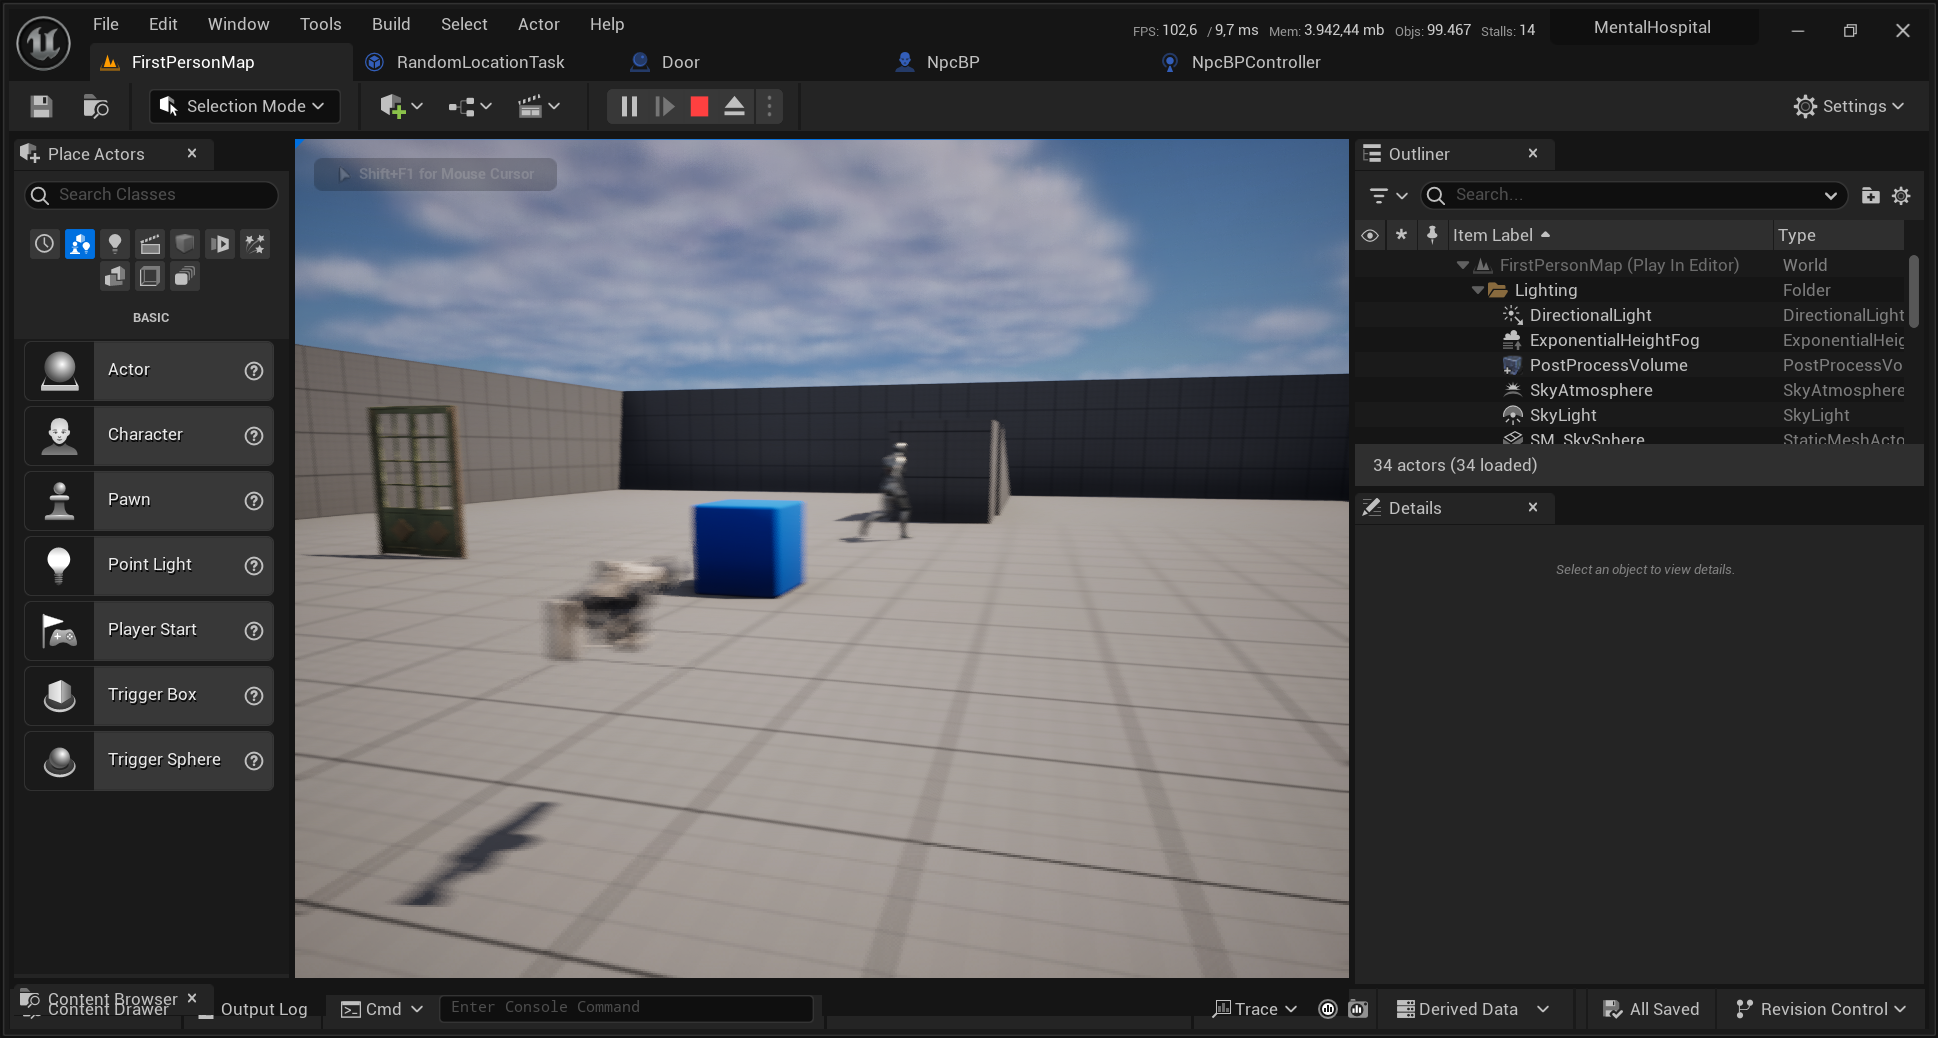 File Edit Window Tools Build Select Actor Help
FPS: 102,6 / 9,7 ms Mem: 3.942,44 mb Objs: 99.467 Stalls: 14
MentalHospital
FirstPersonMap
RandomLocationTask
Door
NpcBP
NpcBPController
Selection Mode
Settings
Place Actors
Search Classes
BASIC
Actor
Character
Pawn
Point Light
Player Start
Trigger Box
Trigger Sphere
Shift+F1 for Mouse Cursor
Outliner
Search...
Item Label Type
FirstPersonMap (Play In Editor) World
Lighting Folder
DirectionalLight DirectionalLight
ExponentialHeightFog ExponentialHeig
PostProcessVolume PostProcessVo
SkyAtmosphere SkyAtmosphere
SkyLight SkyLight
SM_SkySphere StaticMeshActo
34 actors (34 loaded)
Details
Select an object to view details.
Content Browser
Content Drawer
Output Log
Cmd
Enter Console Command
Trace
Derived Data
All Saved
Revision Control